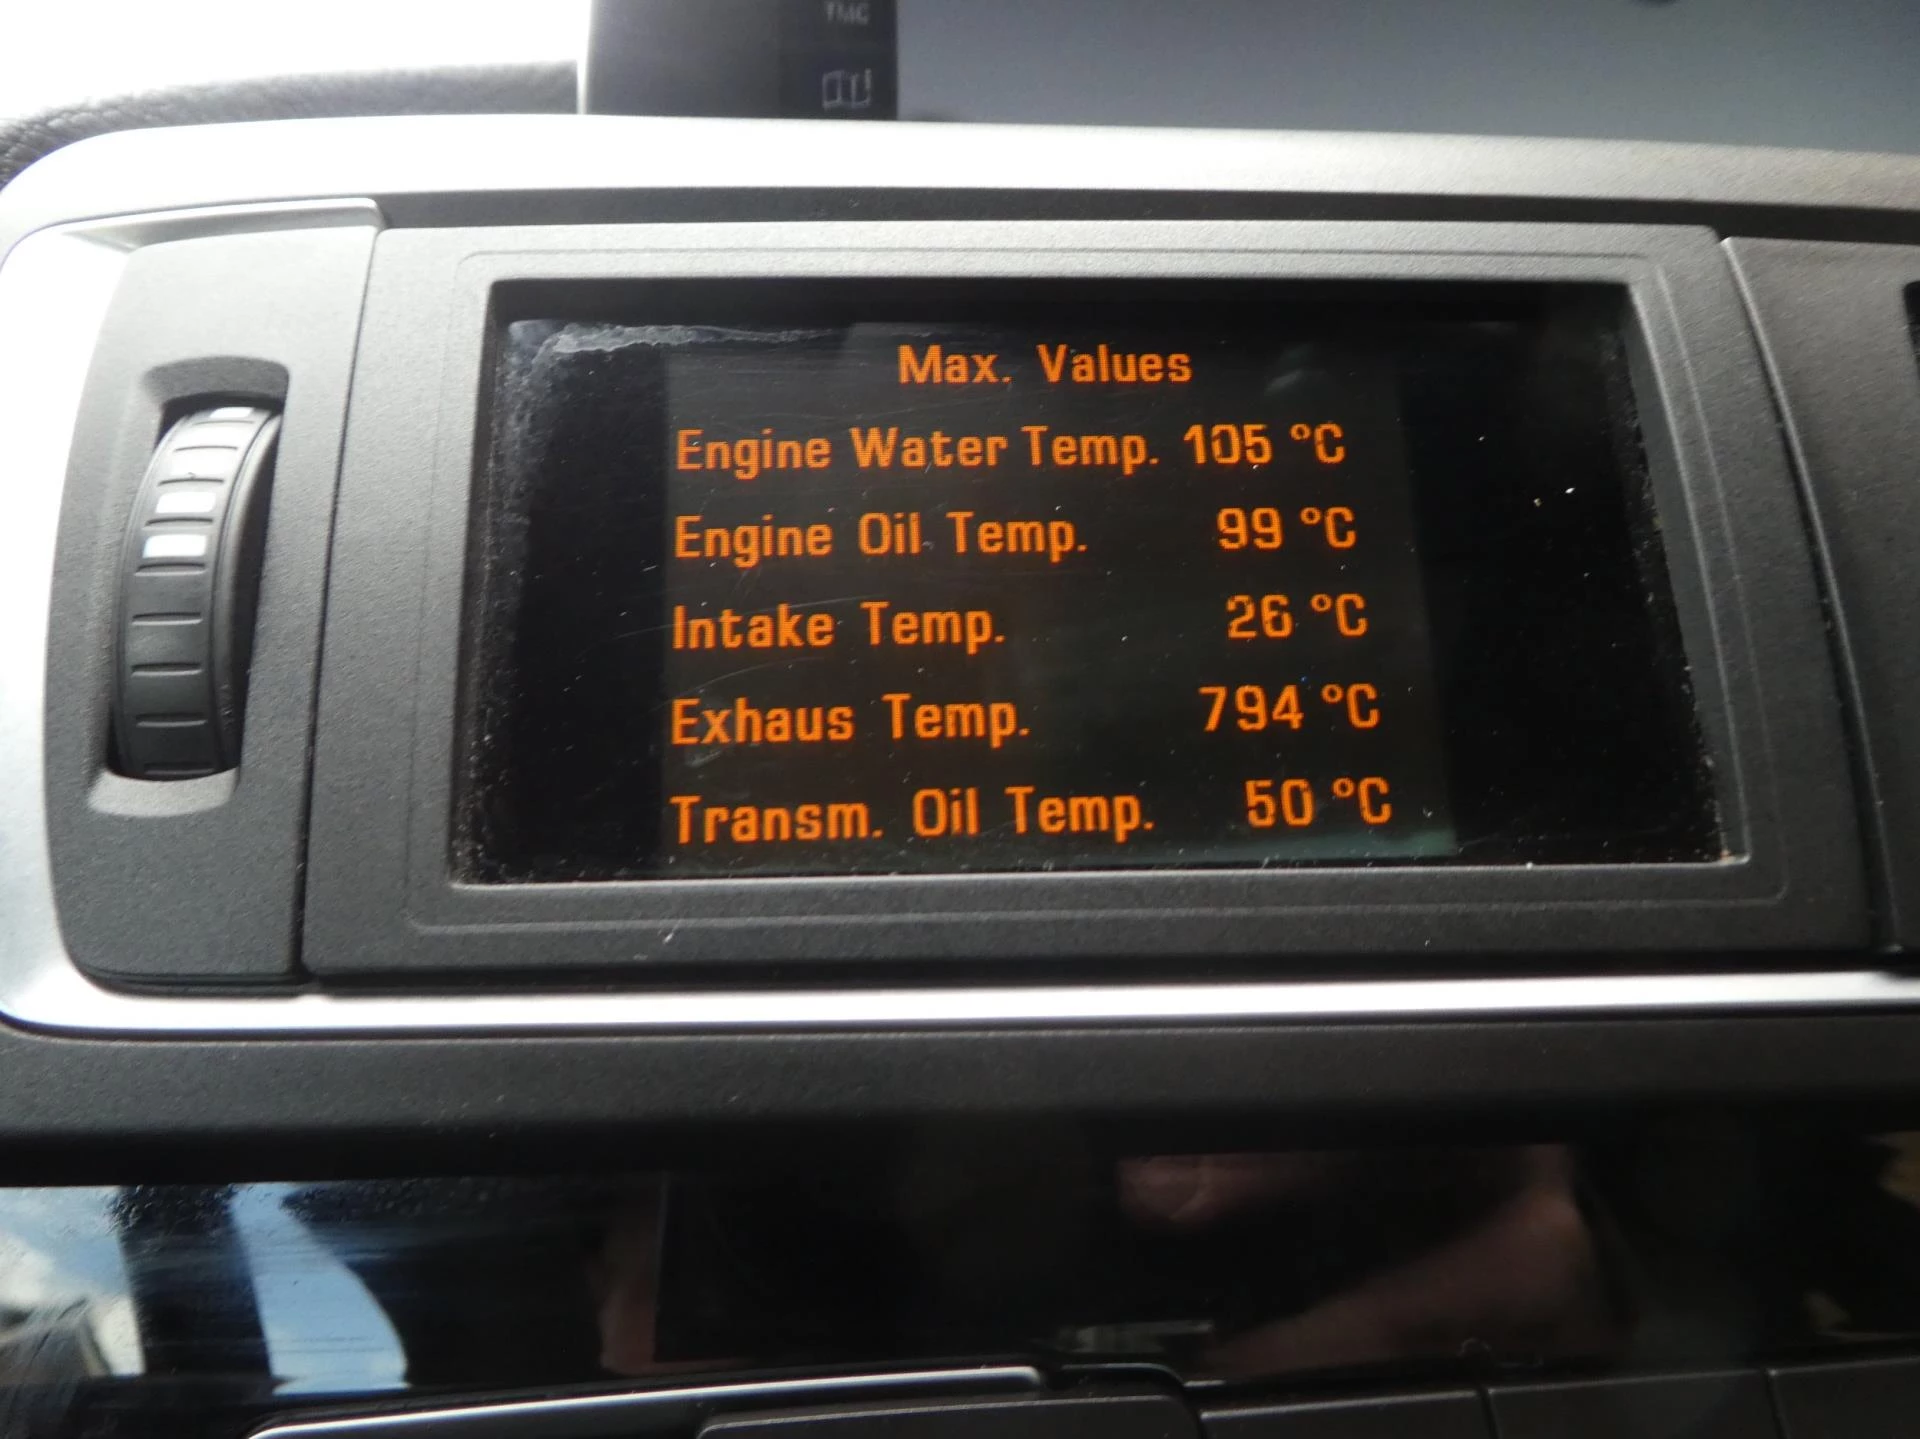 TMC
Max. Values
Engine Water Temp. 105 °C
Engine Oil Temp. 99 °C
Intake Temp. 26 °C
Exhaus Temp. 794 °C
Transm. Oil Temp. 50 °C